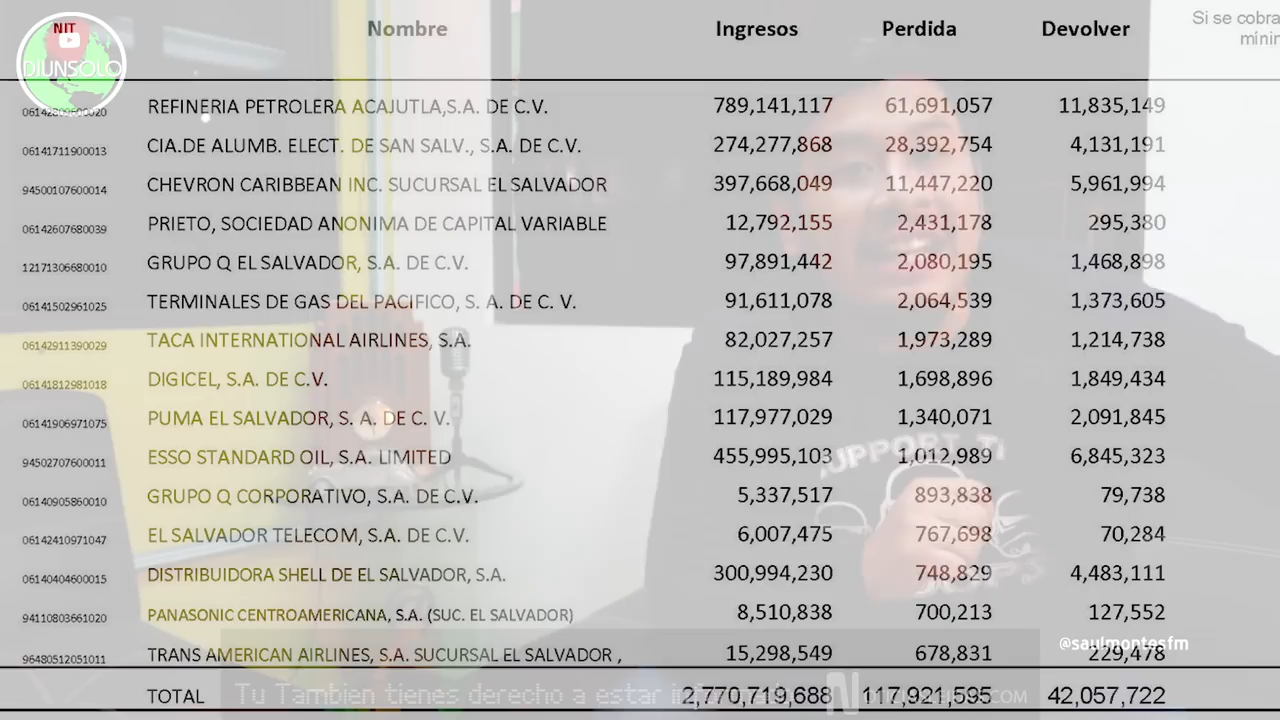 NIT Nombre Ingresos Perdida Devolver Si se cobra
mínir
DJUNSOLO
REFINERIA PETROLERA ACAJUTLA,S.A. DE C.V. 789,141,117 61,691,057 11,835,149
06141711900013 CIA.DE ALUMB. ELECT. DE SAN SALV., S.A. DE C.V. 274,277,868 28,392,754 4,131,191
94500107600014 CHEVRON CARIBBEAN INC. SUCURSAL EL SALVADOR 397,668,049 11,447,220 5,961,994
06142607680039 PRIETO, SOCIEDAD ANONIMA DE CAPITAL VARIABLE 12,792,155 2,431,178 295,380
12171306680010 GRUPO Q EL SALVADOR, S.A. DE C.V. 97,891,442 2,080,195 1,468,898
06141502961025 TERMINALES DE GAS DEL PACIFICO, S. A. DE C. V. 91,611,078 2,064,539 1,373,605
06142911390029 TACA INTERNATIONAL AIRLINES, S.A. 82,027,257 1,973,289 1,214,738
06141812981018 DIGICEL, S.A. DE C.V. 115,189,984 1,698,896 1,849,434
06141906971075 PUMA EL SALVADOR, S. A. DE C. V. 117,977,029 1,340,071 2,091,845
94502707600011 ESSO STANDARD OIL, S.A. LIMITED 455,995,103 1,012,989 6,845,323
UPPORT
06140905860010 GRUPO Q CORPORATIVO, S.A. DE C.V. 5,337,517 893,838 79,738
06142410971047 EL SALVADOR TELECOM, S.A. DE C.V. 6,007,475 767,698 70,284
06140404600015 DISTRIBUIDORA SHELL DE EL SALVADOR, S.A. 300,994,230 748,829 4,483,111
94110803661020 PANASONIC CENTROAMERICANA, S.A. (SUC. EL SALVADOR) 8,510,838 700,213 127,552
@saulmontesfm
96480512051011 TRANS AMERICAN AIRLINES, S.A. SUCURSAL EL SALVADOR , 15,298,549 678,831 229,478
TOTAL 2,770,719,688 117,921,595 42,057,722
Tu Tambien tienes derecho a estar